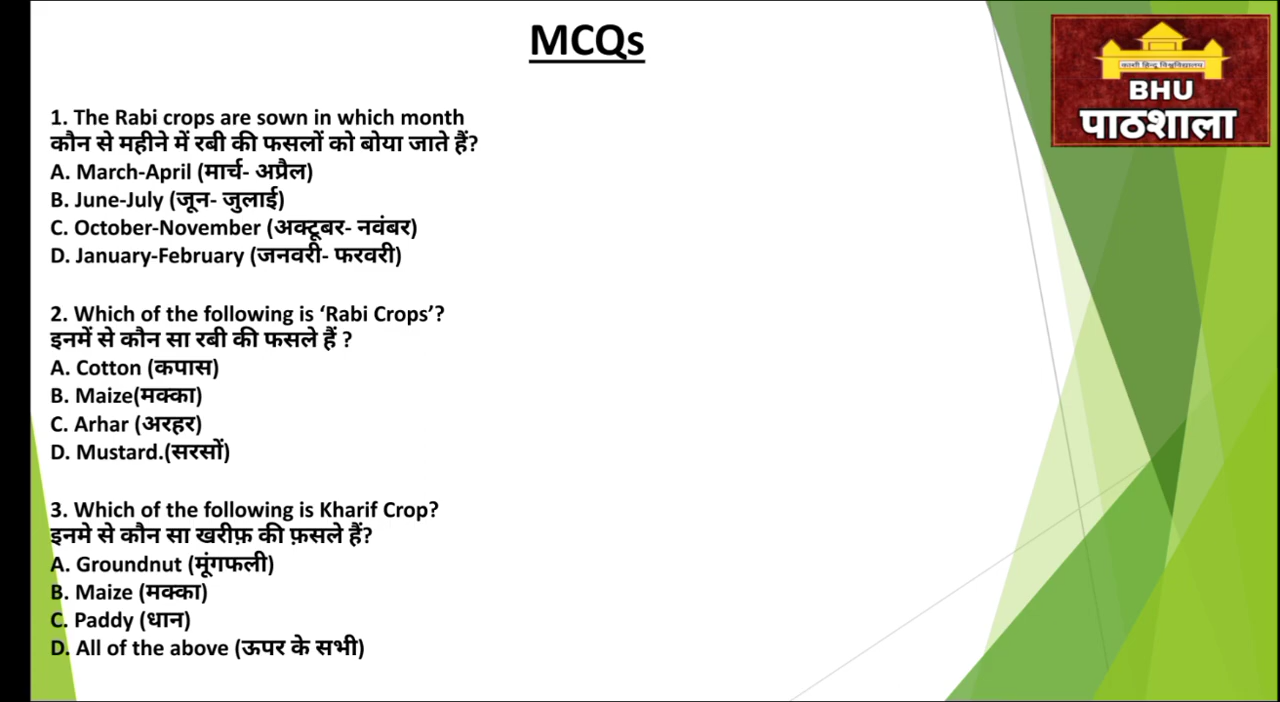 MCQs
काशी हिन्दू विश्वविद्यालय
BHU
पाठशाला
1. The Rabi crops are sown in which month
कौन से महीने में रबी की फसलों को बोया जाते हैं?
A. March-April (मार्च- अप्रैल)
B. June-July (जून- जुलाई)
C. October-November (अक्टूबर- नवंबर)
D. January-February (जनवरी- फरवरी)
2. Which of the following is ‘Rabi Crops’?
इनमें से कौन सा रबी की फसले हैं ?
A. Cotton (कपास)
B. Maize(मक्का)
C. Arhar (अरहर)
D. Mustard.(सरसों)
3. Which of the following is Kharif Crop?
इनमे से कौन सा खरीफ़ की फ़सले हैं?
A. Groundnut (मूंगफली)
B. Maize (मक्का)
C. Paddy (धान)
D. All of the above (ऊपर के सभी)